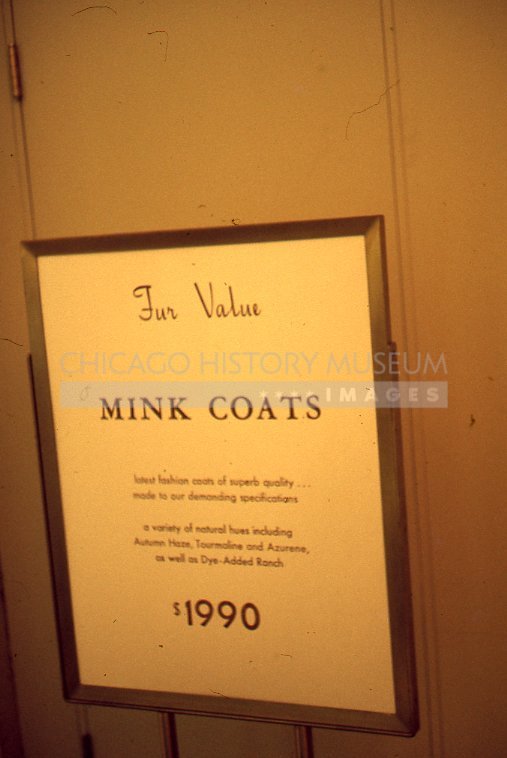 Fur Value
CHICAGO HISTORY MUSEUM
IMAGES
MINK COATS
latest fashion coats of superb quality . . .
made to our demanding specifications
a variety of natural hues including
Autumn Haze, Tourmaline and Azurene,
as well as Dye-Added Ranch
$1990